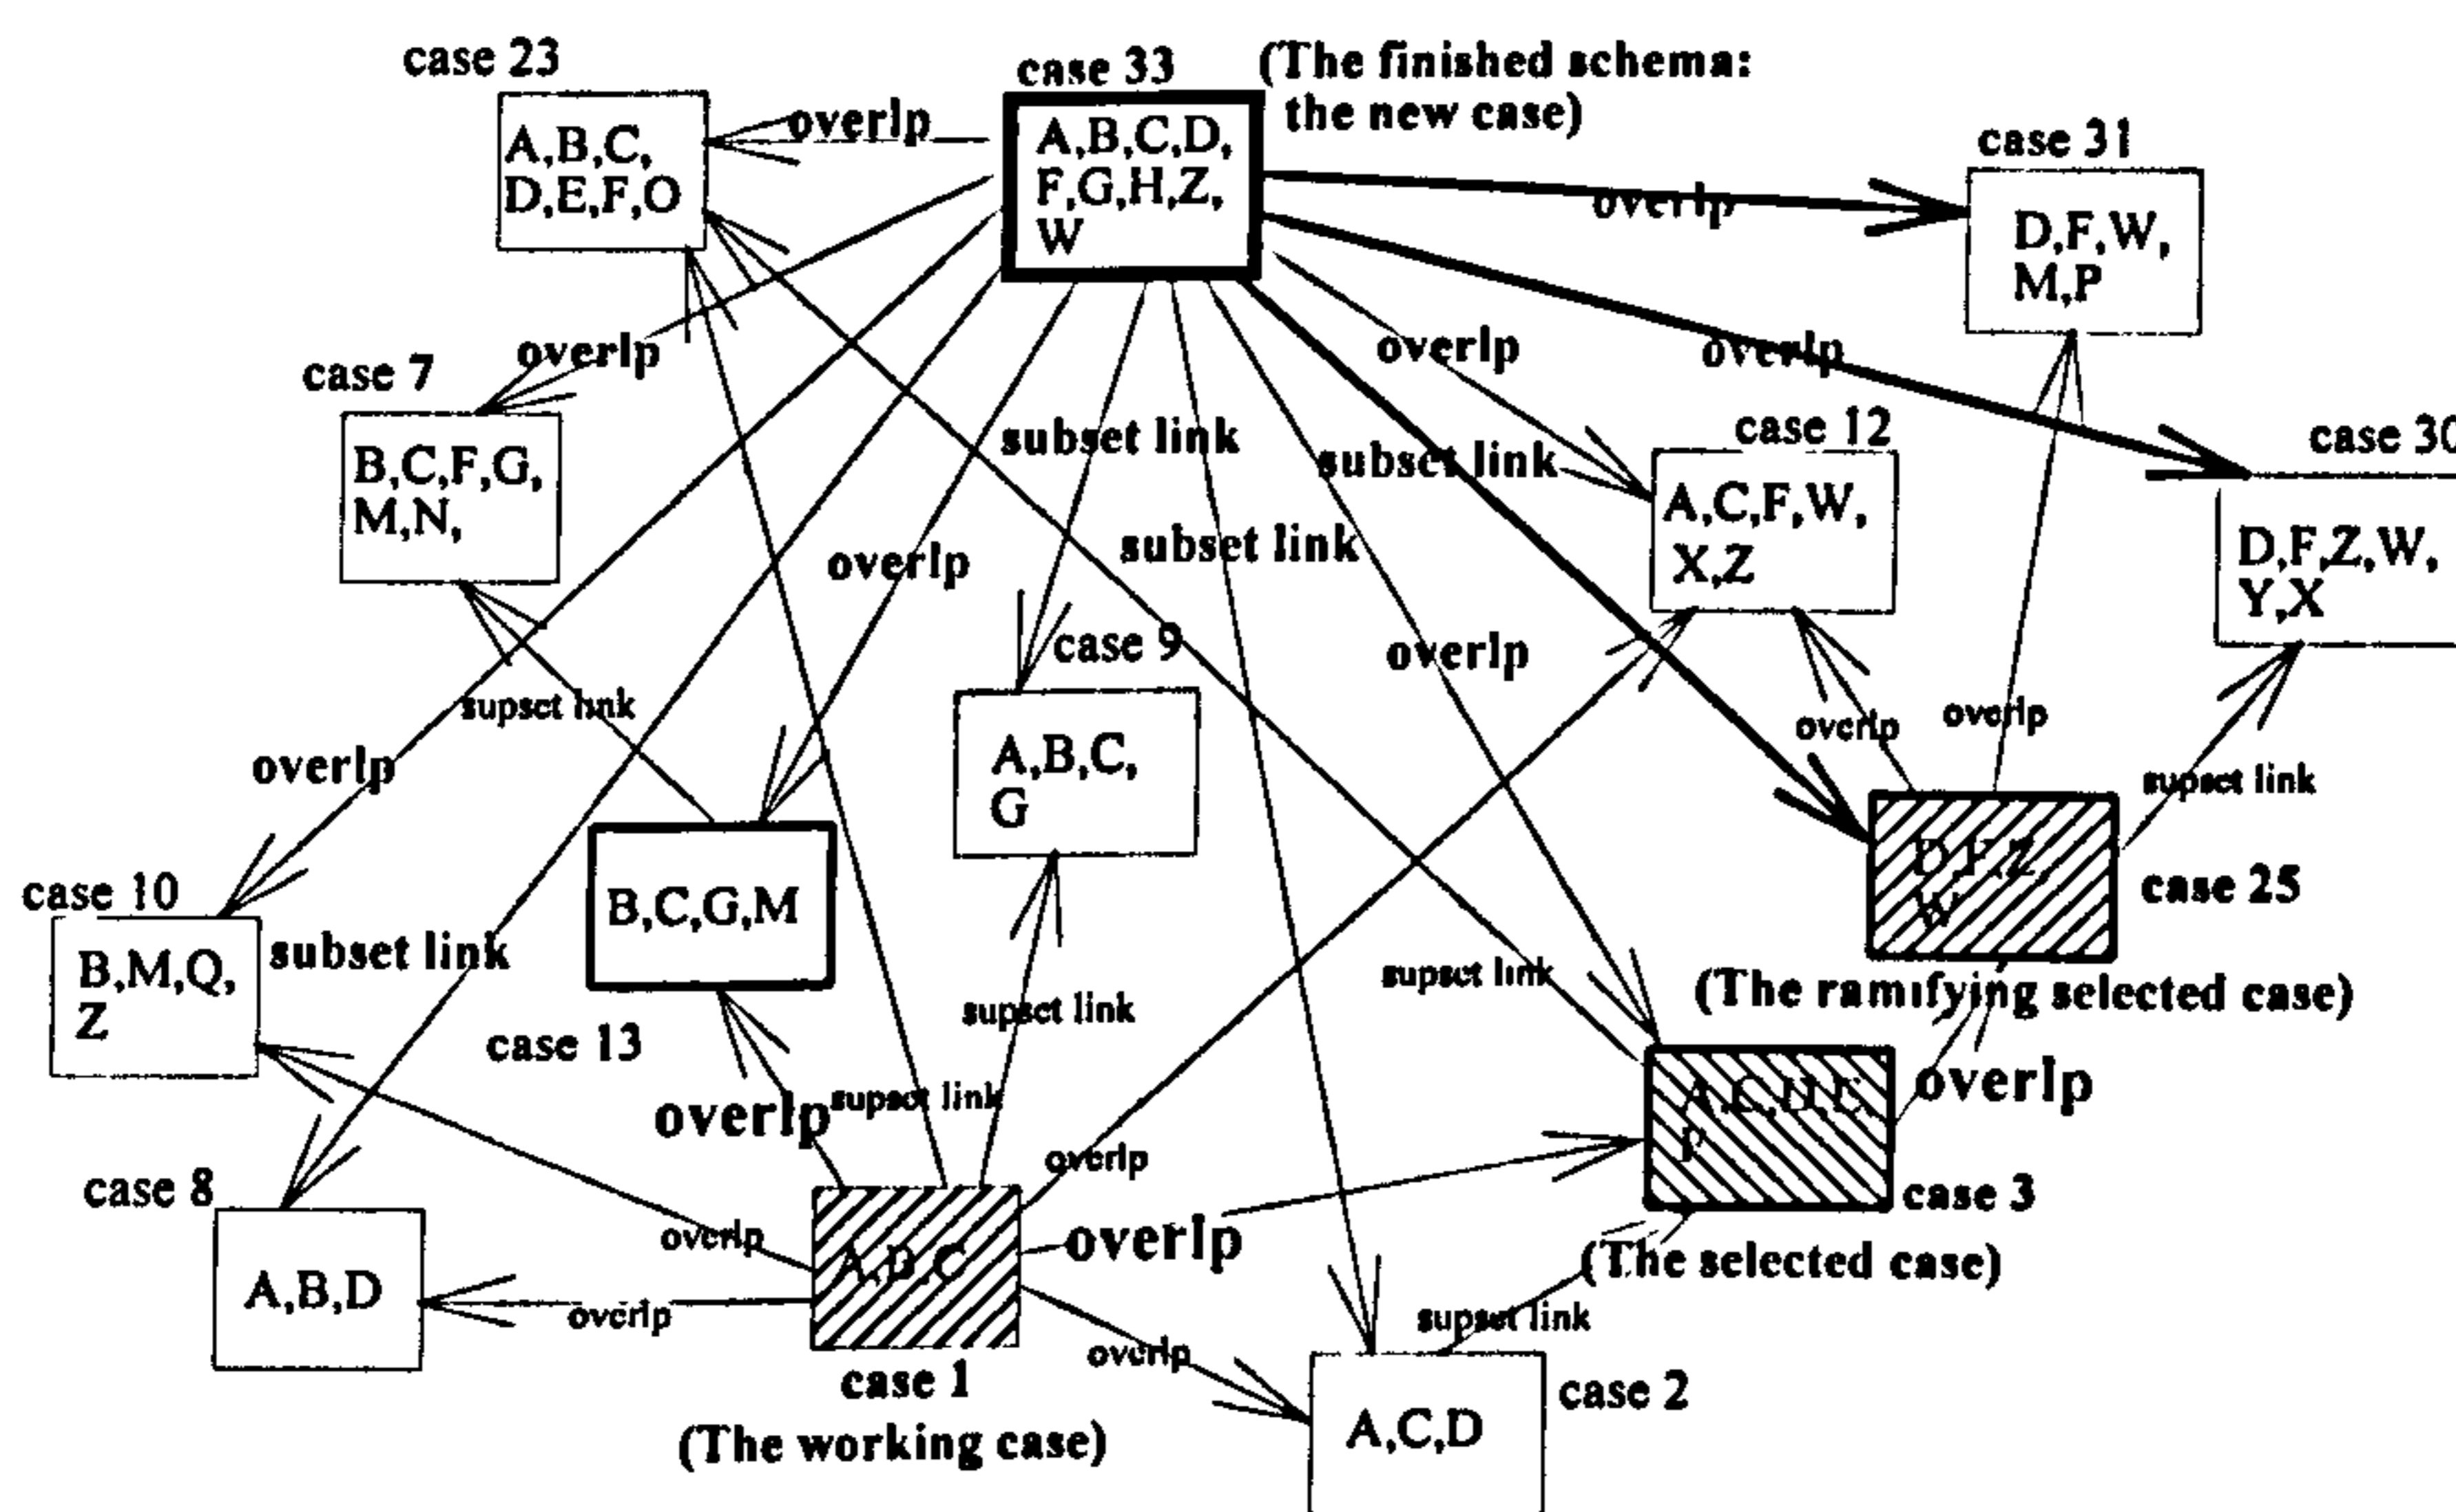 case 23
case 33
(The finished schema:
the new case)
case 31
A,B,C,
D,E,F,O
overlp
A,B,C,D,
F,G,H,Z,
W
overlp
D,F,W,
M,P
case 7
overlp
overlp
overlp
case 12
case 30
B,C,F,G,
M,N,
subset link
subset link
A,C,F,W,
X,Z
D,F,Z,W,
Y,X
overlp
subset link
case 9
overlp
supset link
overlp
overlp
overlp
supset link
A,B,C,
G
case 10
B,C,G,M
case 25
B,M,Q,
Z
subset link
supset link
supset link
(The ramifying selected case)
case 13
overlp
supset link
overlp
overlp
case 8
case 3
overlp
overlp
(The selected case)
A,B,D
overlp
supset link
overlp
case 1
case 2
(The working case)
A,C,D